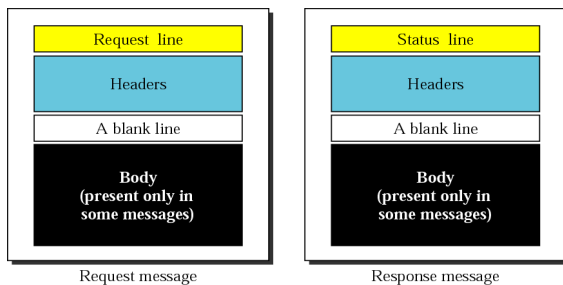 Request line
Headers
A blank line
Body
(present only in
some messages)
Request message
Status line
Headers
A blank line
Body
(present only in
some messages)
Response message